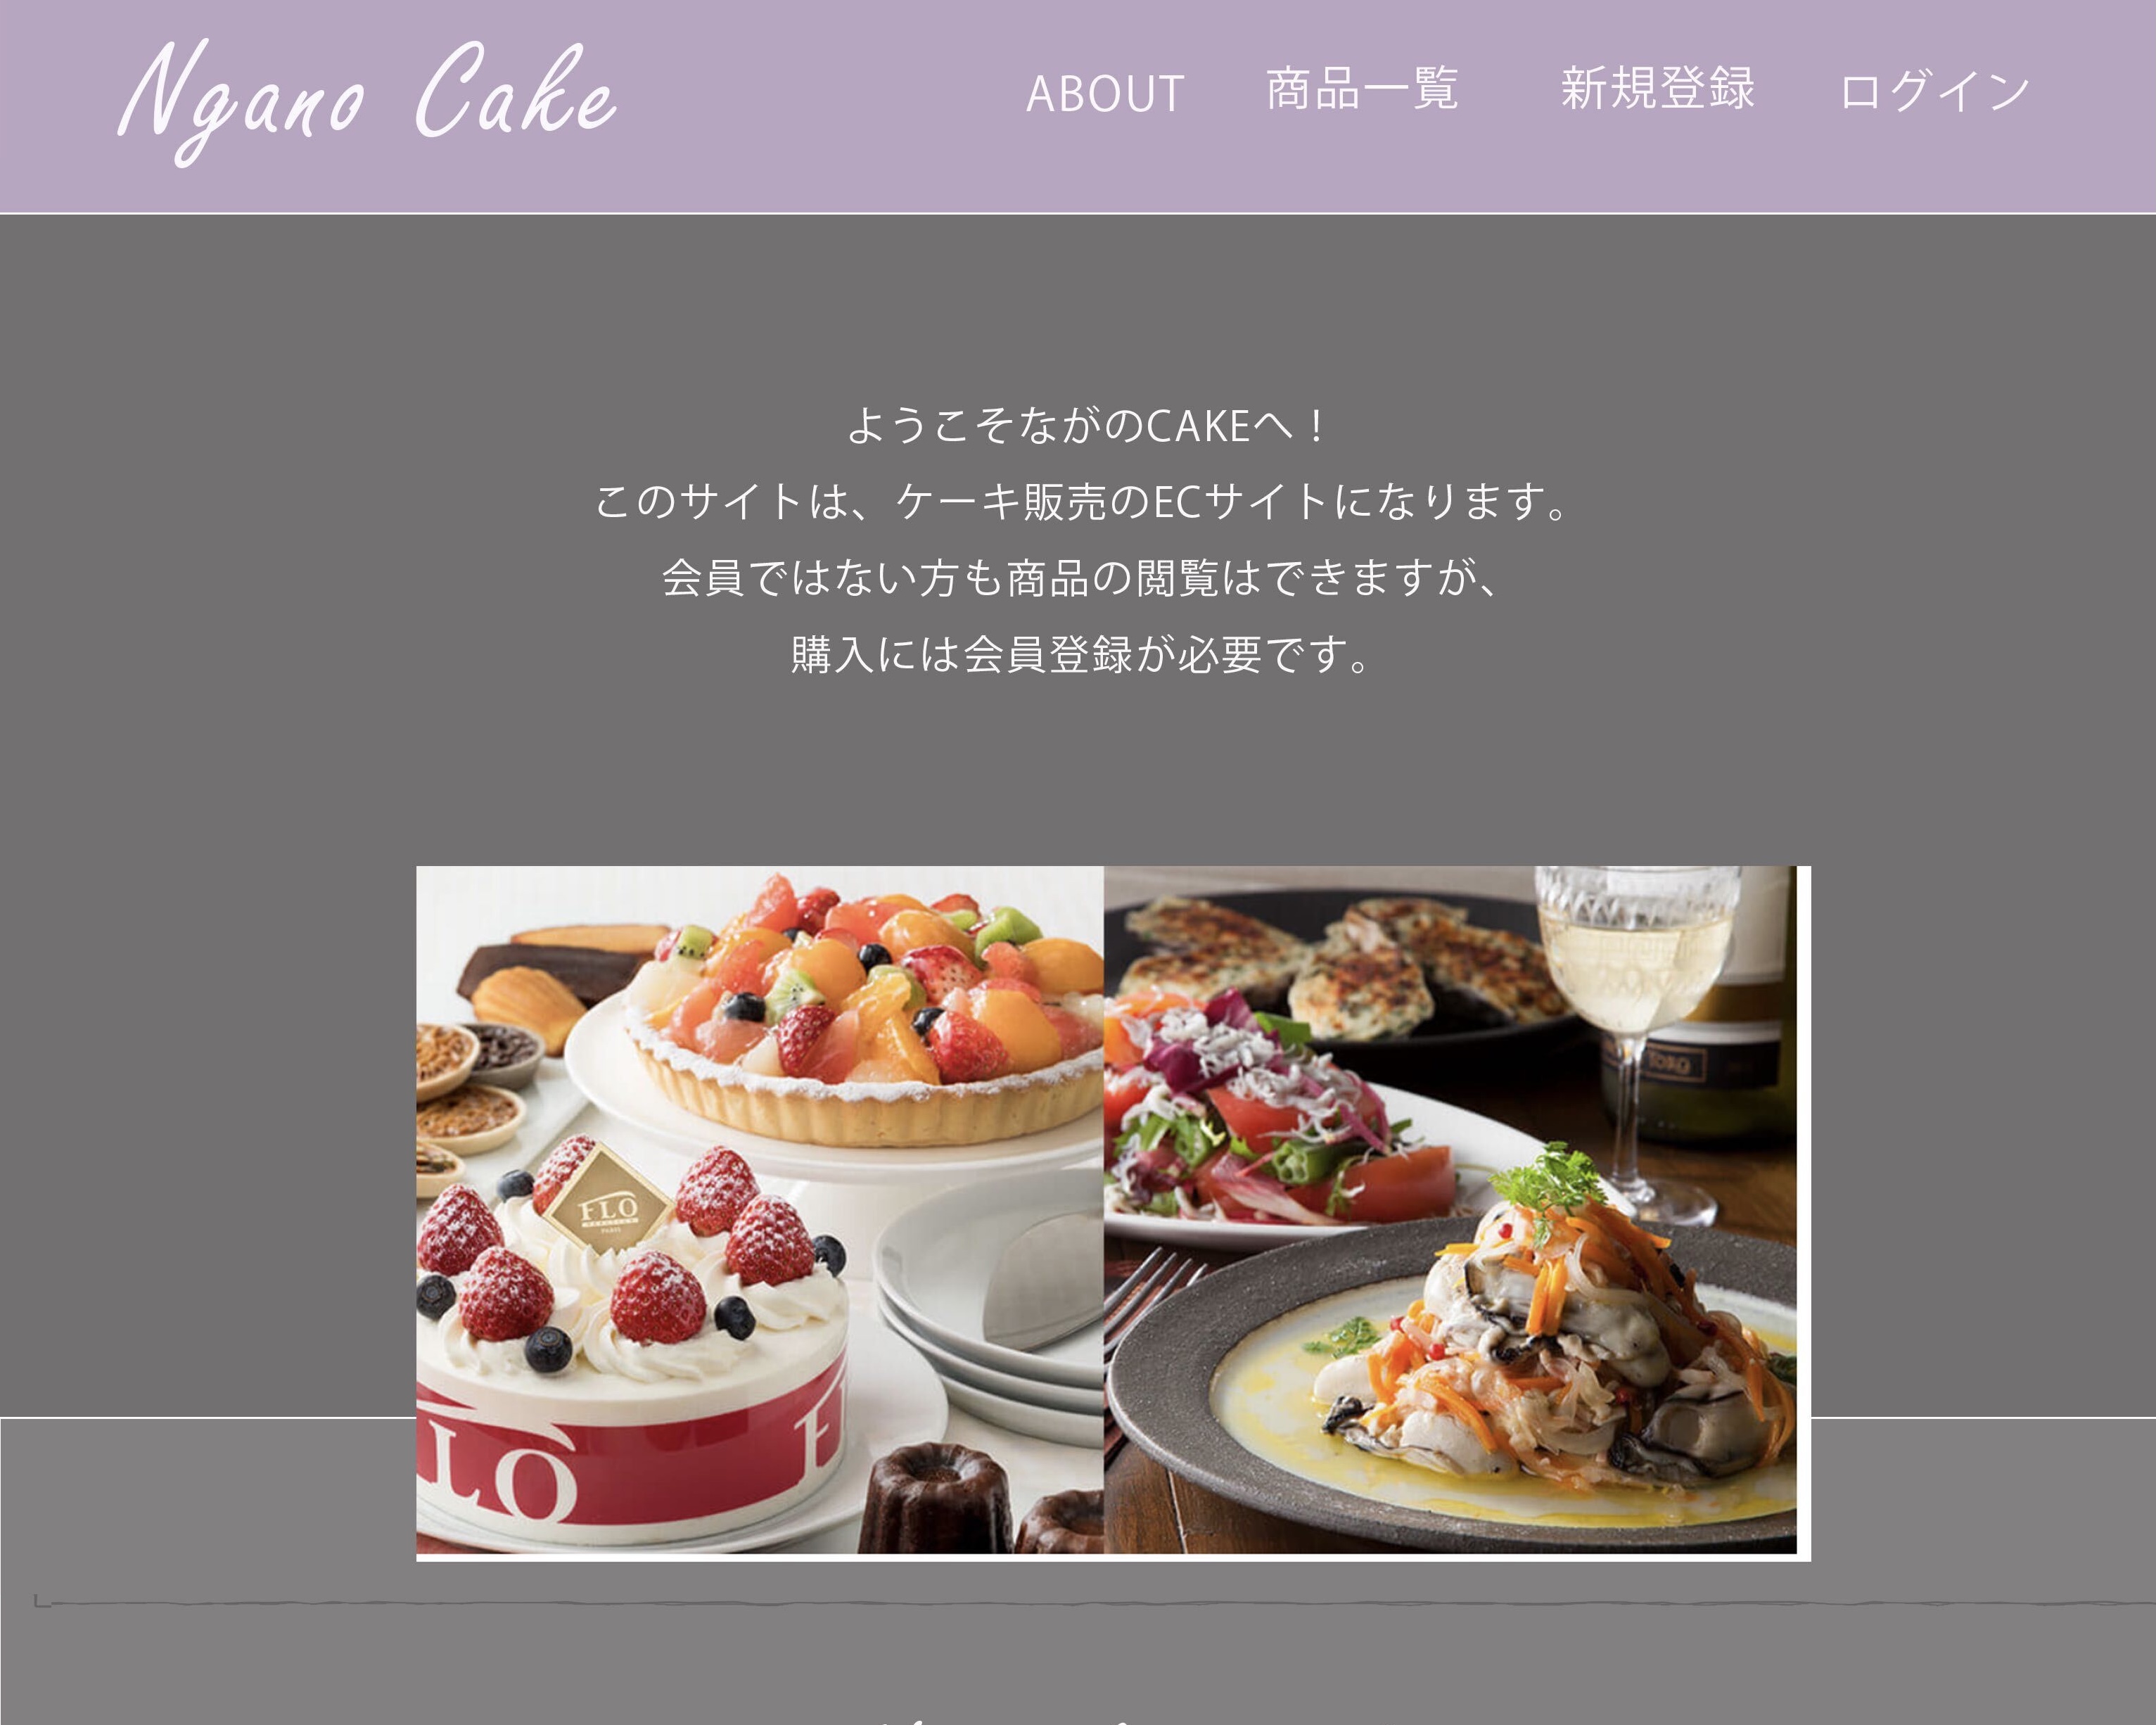 Ngano Cake
ABOUT 商品一覧 新規登録 ログイン
ようこそながのCAKEへ！
このサイトは、ケーキ販売のECサイトになります。
会員ではない方も商品の閲覧はできますが、
購入には会員登録が必要です。
FLO
PARIS
TORO
LO
F